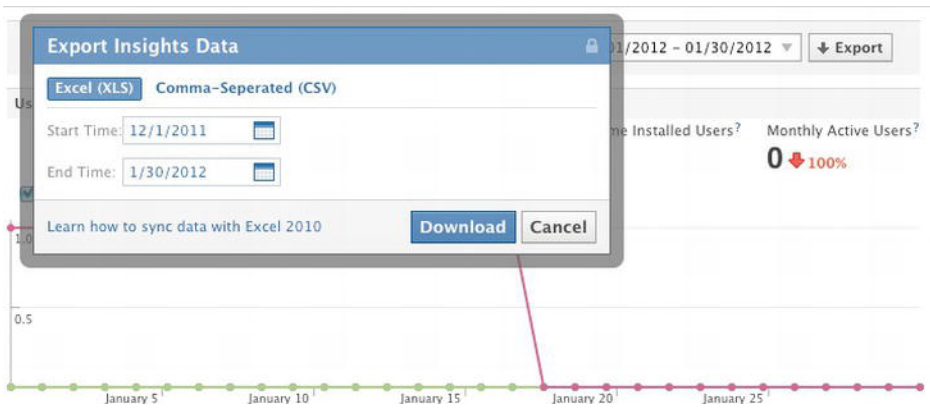 Export Insights Data
1/2012 - 01/30/2012
Export
Excel (XLS)
Comma-Seperated (CSV)
Us
Start Time: 12/1/2011
me Installed Users?
Monthly Active Users?
0 100%
End Time: 1/30/2012
Learn how to sync data with Excel 2010
Download
Cancel
1.0
0.5
January 5
January 10
January 15
January 20
January 25